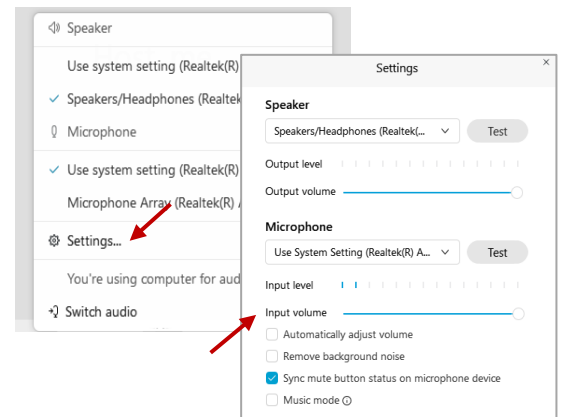 Speaker
Use system setting (Realtek(R)
Speakers/Headphones (Realtek
Microphone
Use system setting (Realtek(R)
Microphone Array (Realtek(R) A
Settings...
You're using computer for aud
Switch audio
Settings
Speaker
Speakers/Headphones (Realtek(...
Test
Output level
Output volume
Microphone
Use System Setting (Realtek(R) A...
Test
Input level
Input volume
Automatically adjust volume
Remove background noise
Sync mute button status on microphone device
Music mode